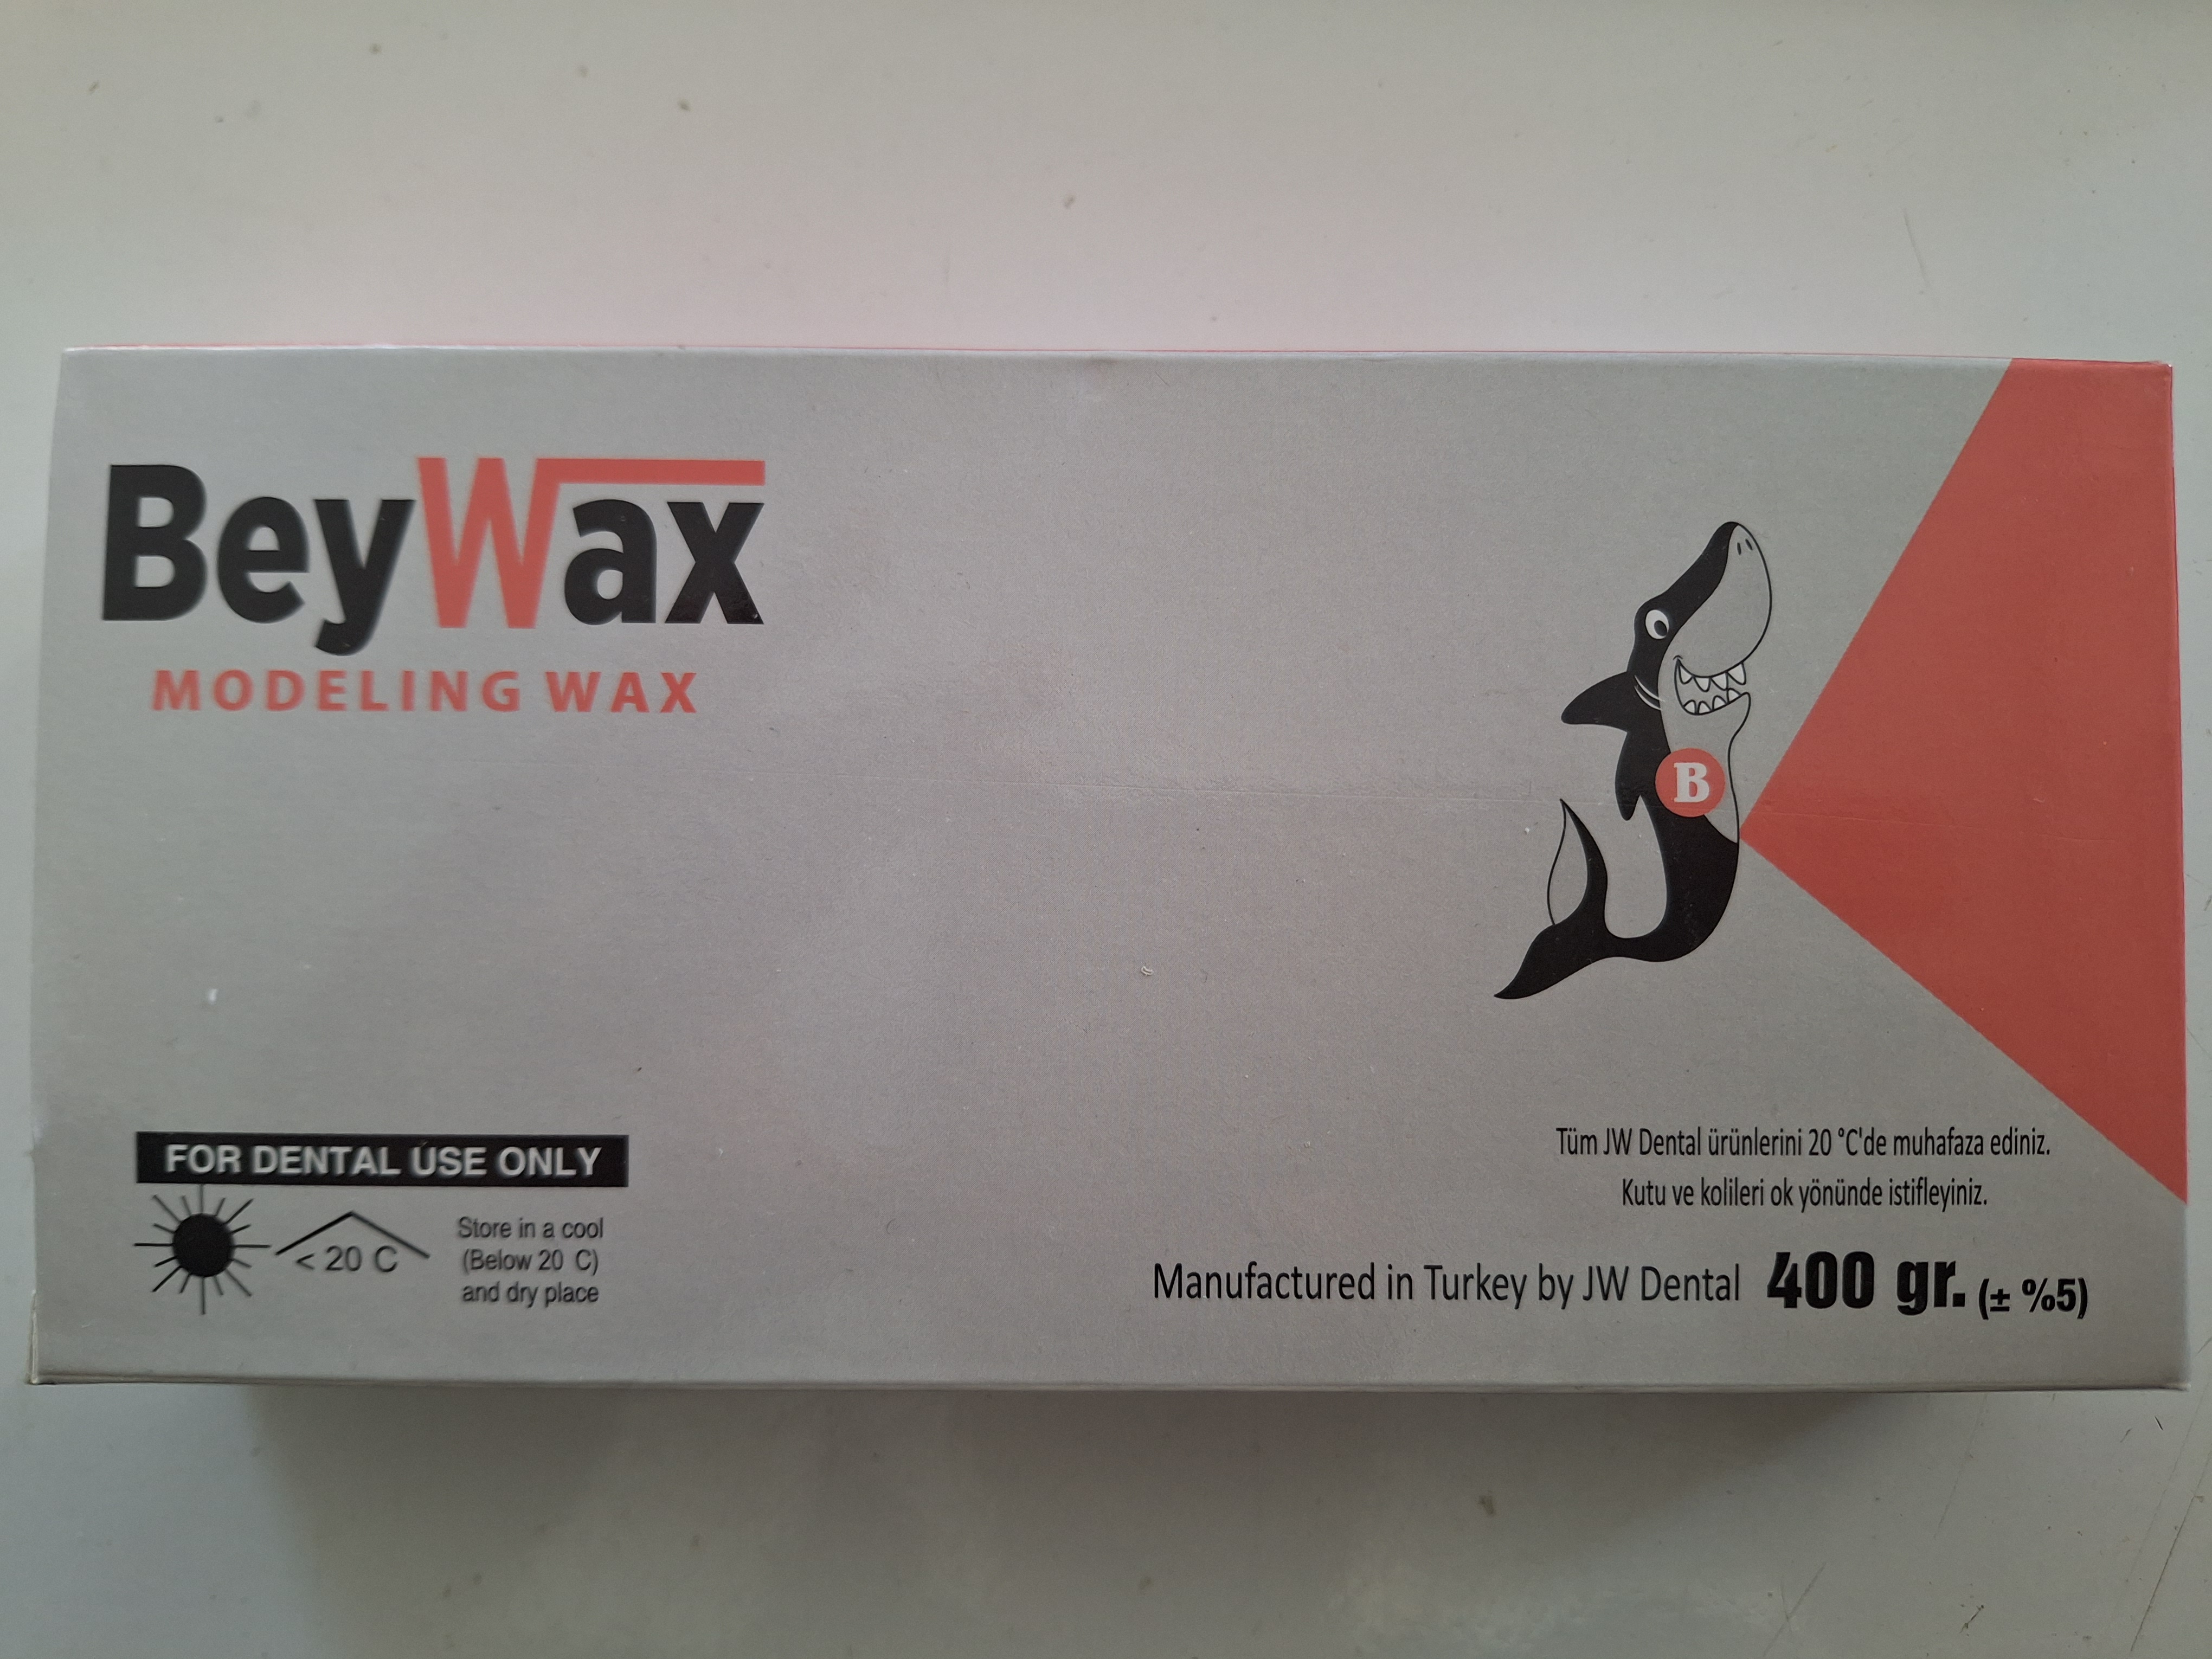 BeyWax
MODELING WAX
B
FOR DENTAL USE ONLY
< 20 C
Store in a cool
(Below 20 C)
and dry place
Tüm JW Dental ürünlerini 20 °C'de muhafaza ediniz.
Kutu ve kolileri ok yönünde istifleyiniz.
Manufactured in Turkey by JW Dental 400 gr. (± %5)